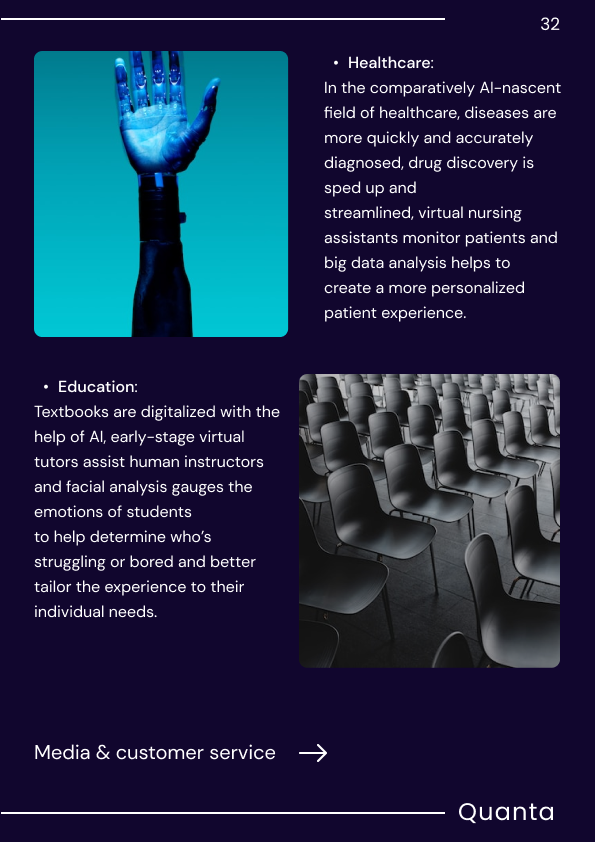 32
• Healthcare:
In the comparatively AI-nascent
field of healthcare, diseases are
more quickly and accurately
diagnosed, drug discovery is
sped up and
streamlined, virtual nursing
assistants monitor patients and
big data analysis helps to
create a more personalized
patient experience.
• Education:
Textbooks are digitalized with the
help of AI, early-stage virtual
tutors assist human instructors
and facial analysis gauges the
emotions of students
to help determine who’s
struggling or bored and better
tailor the experience to their
individual needs.
Media & customer service →
Quanta